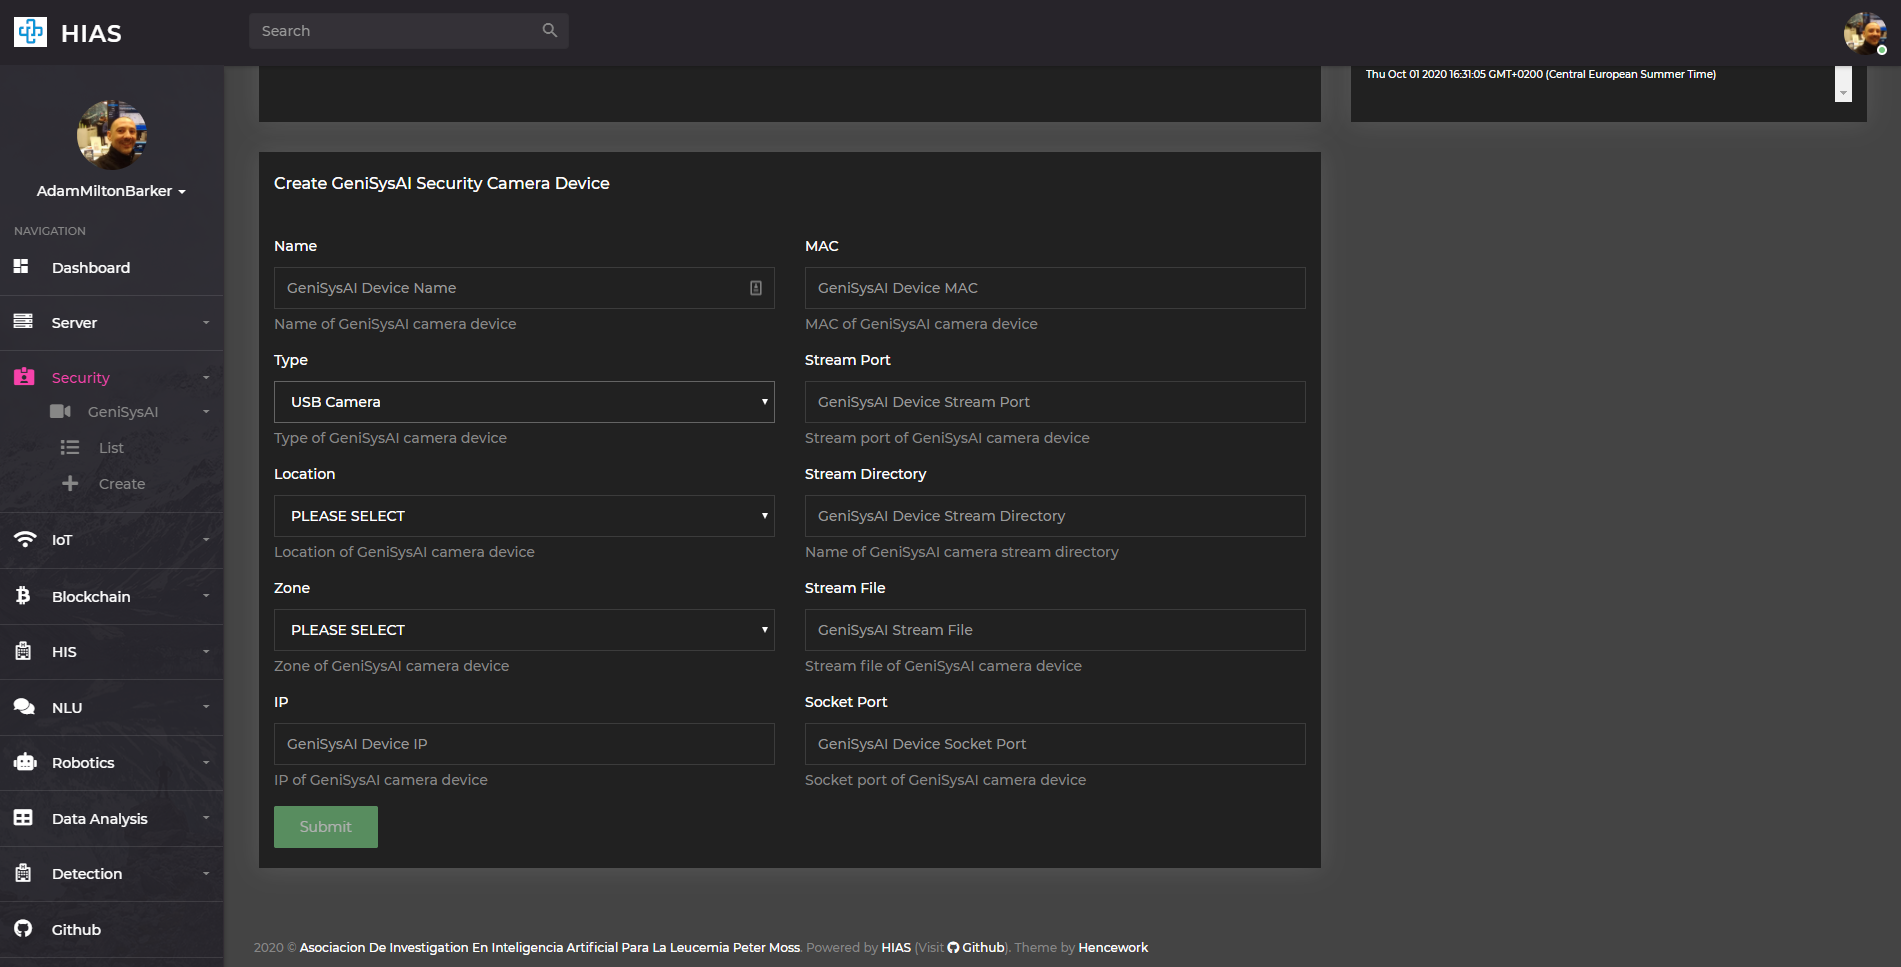 HIAS
Search
Thu Oct 01 2020 16:31:05 GMT+0200 (Central European Summer Time)
AdamMiltonBarker
NAVIGATION
Dashboard
Server
Security
GeniSysAI
List
Create
IoT
Blockchain
HIS
NLU
Robotics
Data Analysis
Detection
Github
Create GeniSysAI Security Camera Device
Name
GeniSysAI Device Name
Name of GeniSysAI camera device
MAC
GeniSysAI Device MAC
MAC of GeniSysAI camera device
Type
USB Camera
Type of GeniSysAI camera device
Stream Port
GeniSysAI Device Stream Port
Stream port of GeniSysAI camera device
Location
PLEASE SELECT
Location of GeniSysAI camera device
Stream Directory
GeniSysAI Device Stream Directory
Name of GeniSysAI camera stream directory
Zone
PLEASE SELECT
Zone of GeniSysAI camera device
Stream File
GeniSysAI Stream File
Stream file of GeniSysAI camera device
IP
GeniSysAI Device IP
IP of GeniSysAI camera device
Socket Port
GeniSysAI Device Socket Port
Socket port of GeniSysAI camera device
Submit
2020 © Asociacion De Investigation En Inteligencia Artificial Para La Leucemia Peter Moss. Powered by HIAS (Visit Github). Theme by Hencework